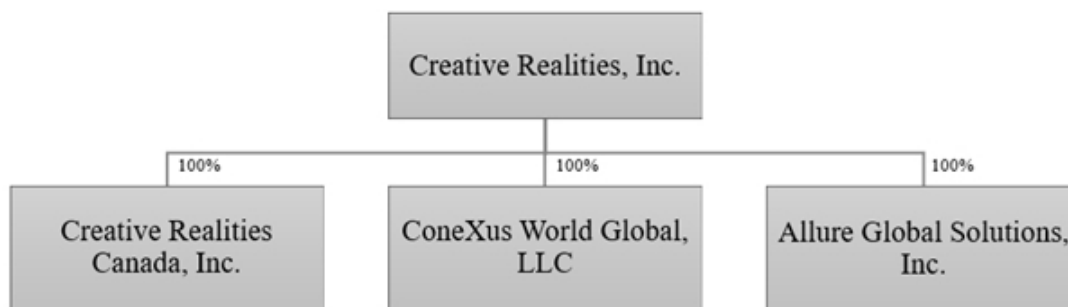 Creative Realities, Inc.
100%
100%
100%
Creative Realities
Canada, Inc.
ConeXus World Global,
LLC
Allure Global Solutions,
Inc.